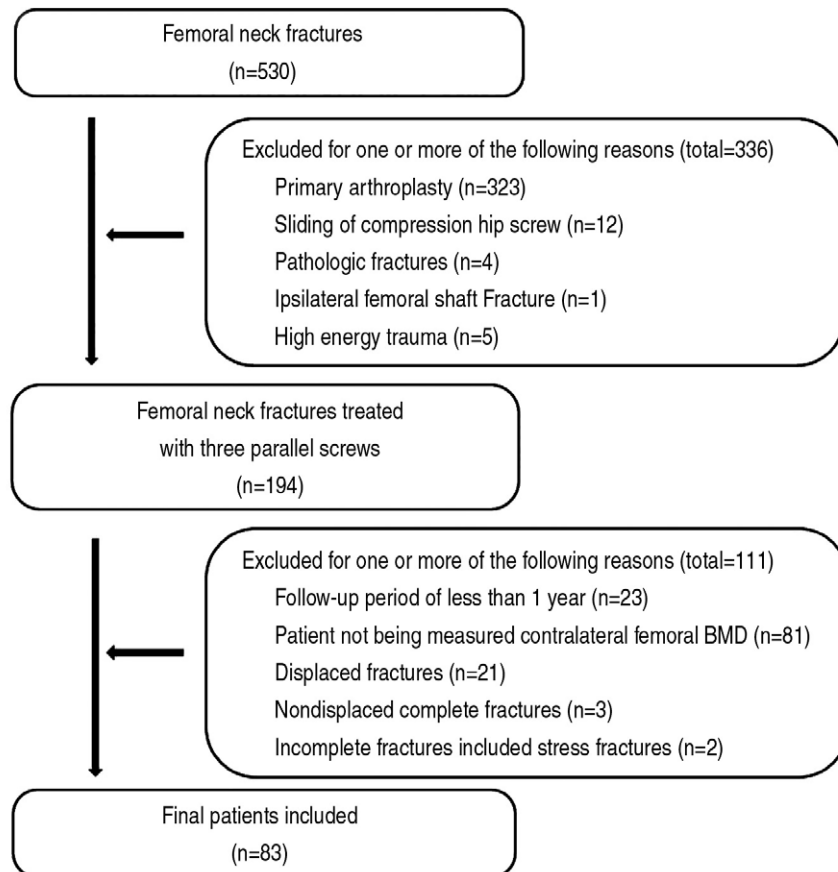 Femoral neck fractures
(n=530)
Excluded for one or more of the following reasons (total=336)
Primary arthroplasty (n=323)
Sliding of compression hip screw (n=12)
Pathologic fractures (n=4)
Ipsilateral femoral shaft Fracture (n=1)
High energy trauma (n=5)
Femoral neck fractures treated
with three parallel screws
(n=194)
Excluded for one or more of the following reasons (total=111)
Follow-up period of less than 1 year (n=23)
Patient not being measured contralateral femoral BMD (n=81)
Displaced fractures (n=21)
Nondisplaced complete fractures (n=3)
Incomplete fractures included stress fractures (n=2)
Final patients included
(n=83)